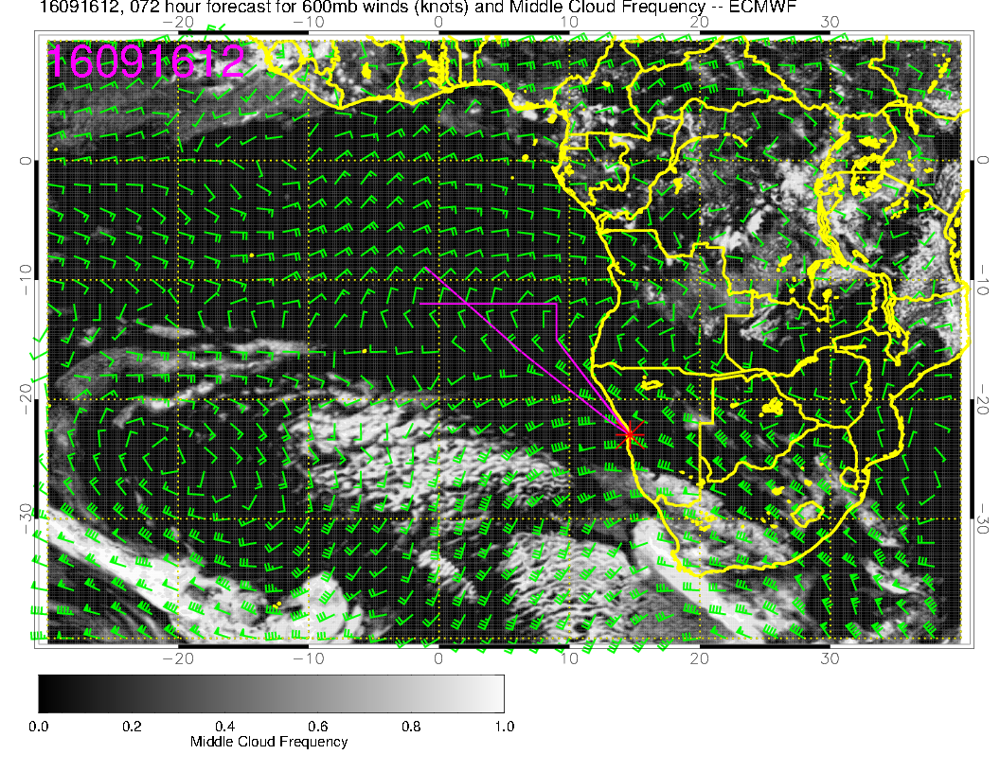 16091612, 072 hour forecast for 600mb winds (knots) and Middle Cloud Frequency -- ECMWF
−20 −10 0 10 20 30
16091612
0 0
−10 −10
−20 −20
−30 −30
−20 −10 0 10 20 30
0.0 0.2 0.4 0.6 0.8 1.0
Middle Cloud Frequency